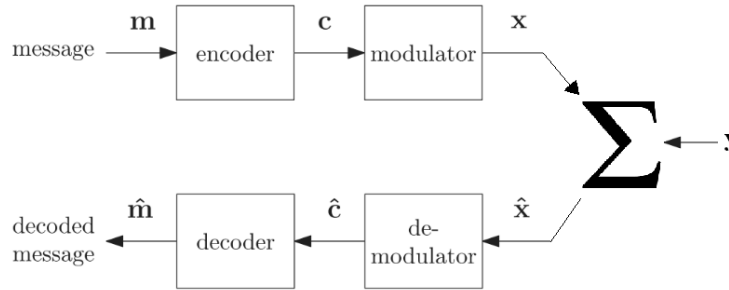 m
c
x
message
encoder
modulator
∑
y
m̂
ĉ
x̂
decoded
message
decoder
de-
modulator